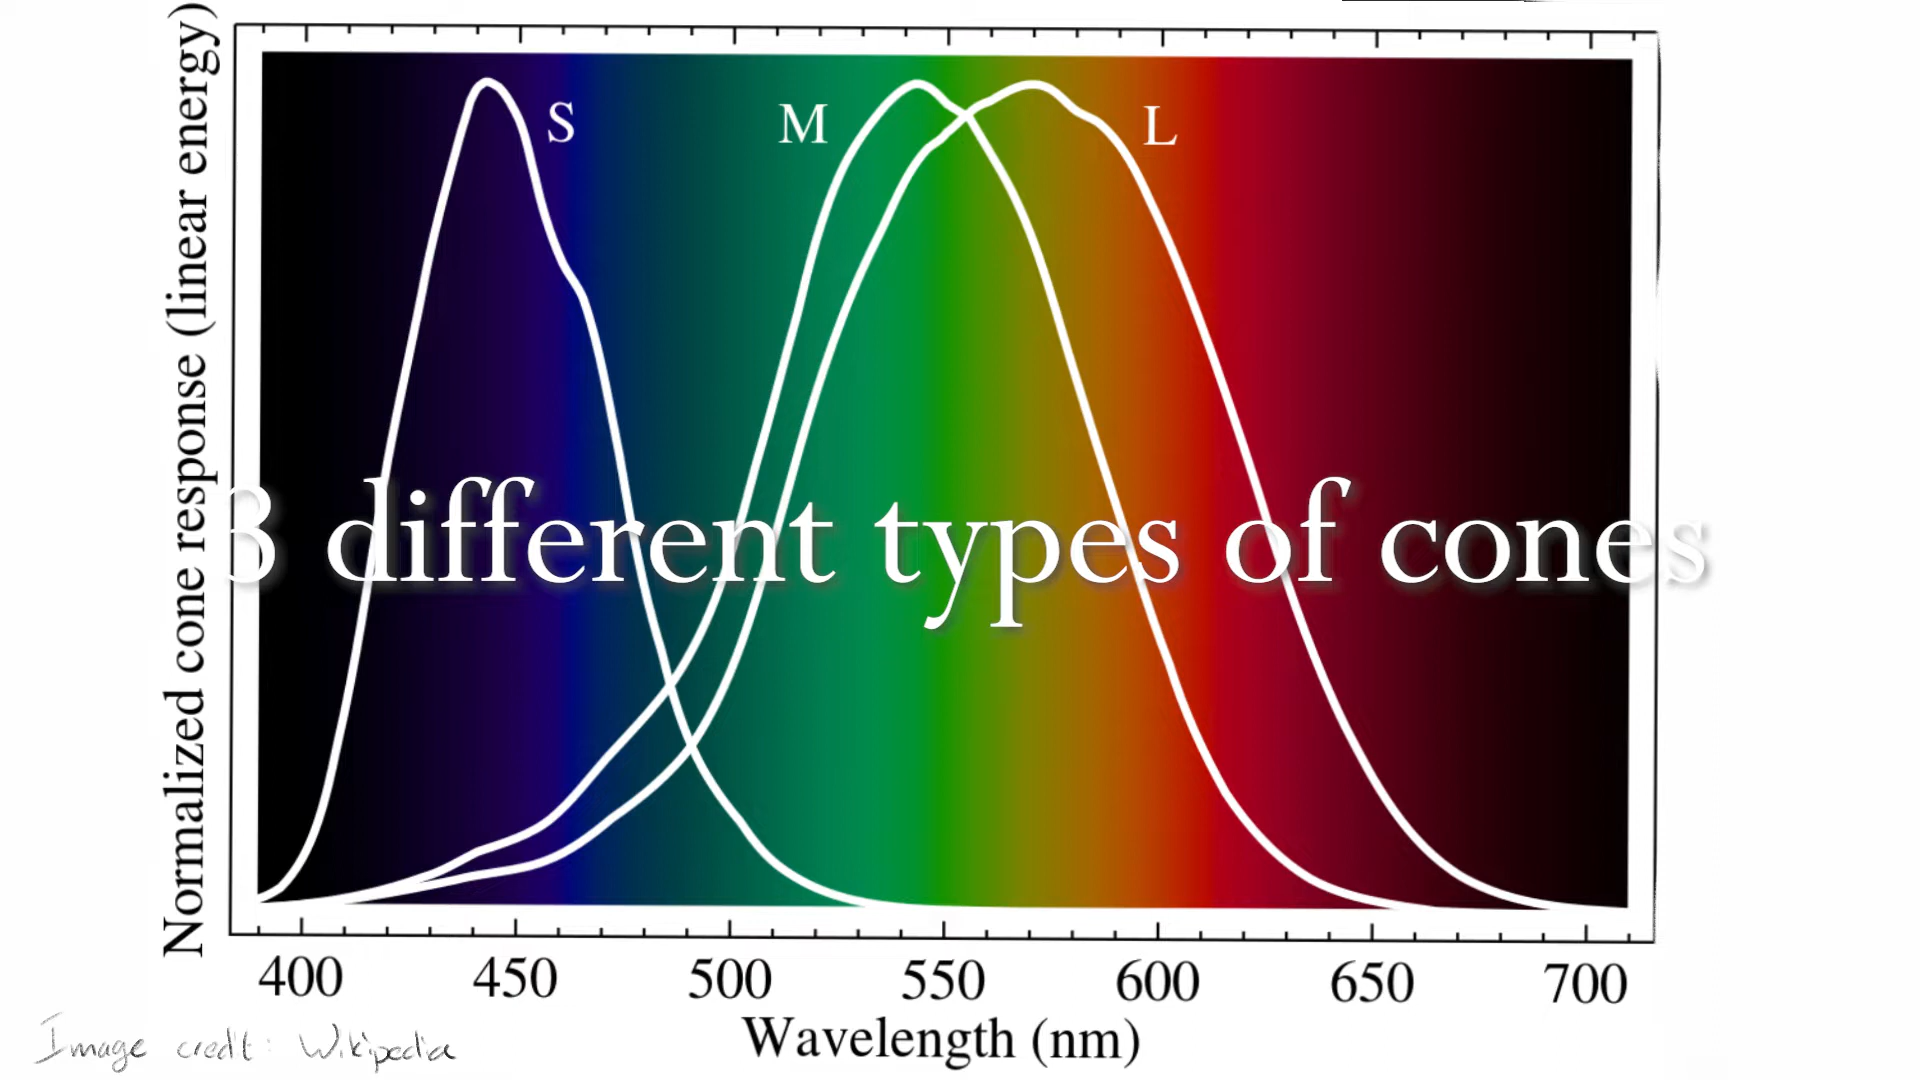 Normalized cone response (linear energy)
S
M
L
3 different types of cones
400
450
500
550
600
650
700
Wavelength (nm)
Image credit: Wikipedia